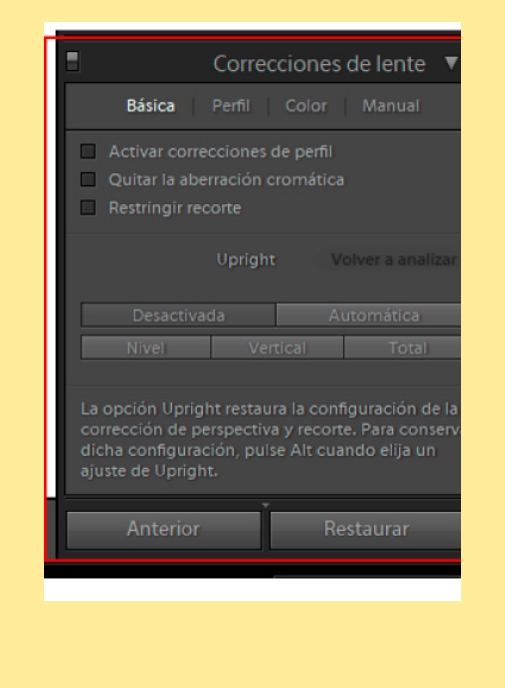 Correcciones de lente
Básica | Perfil | Color | Manual
Activar correcciones de perfil
Quitar la aberración cromática
Restringir recorte
Upright Volver a analizar
Desactivada Automática
Nivel Vertical Total
La opción Upright restaura la configuración de la
corrección de perspectiva y recorte. Para conserv
dicha configuración, pulse Alt cuando elija un
ajuste de Upright.
Anterior Restaurar